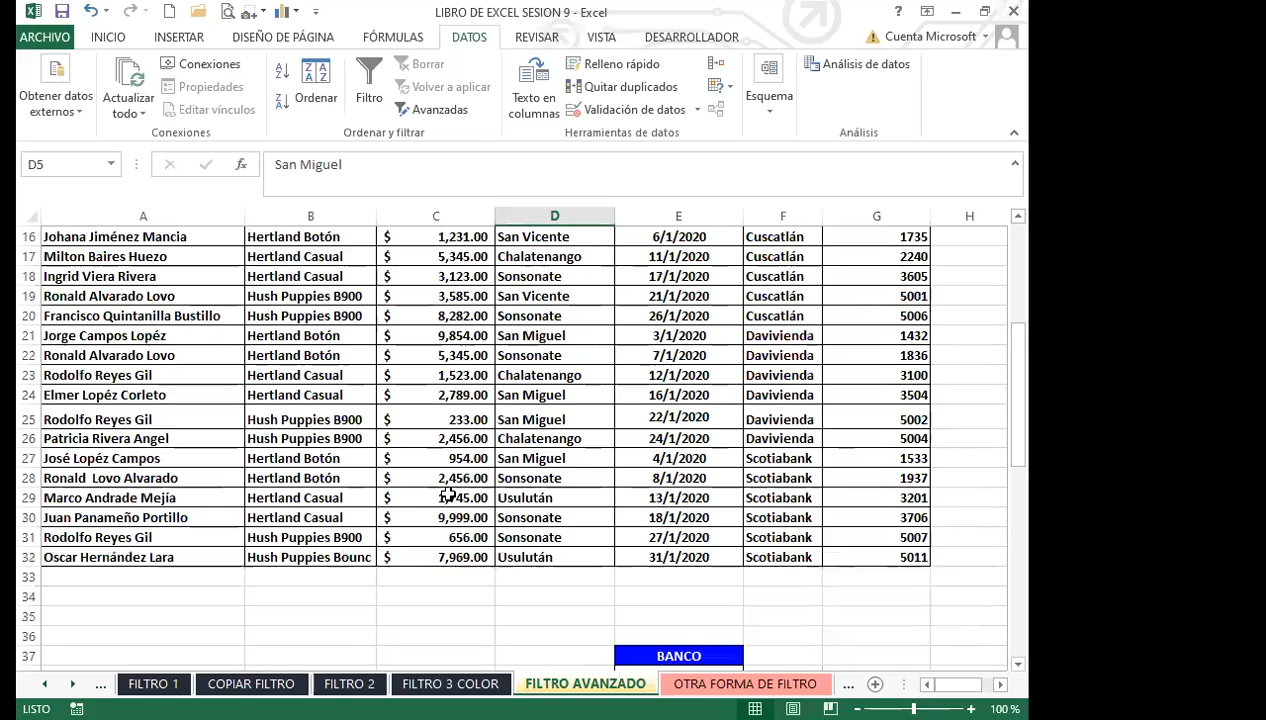 LIBRO DE EXCEL SESION 9 - Excel
ARCHIVO INICIO INSERTAR DISEÑO DE PÁGINA FÓRMULAS DATOS REVISAR VISTA DESARROLLADOR Cuenta Microsoft
Obtener datos externos
Actualizar todo
Conexiones
Propiedades
Editar vínculos
Conexiones
Ordenar
Filtro
Borrar
Volver a aplicar
Avanzadas
Ordenar y filtrar
Texto en columnas
Relleno rápido
Quitar duplicados
Validación de datos
Herramientas de datos
Esquema
Análisis de datos
Análisis
D5 fx San Miguel
A B C D E F G H
16 Johana Jiménez Mancia Hertland Botón $ 1,231.00 San Vicente 6/1/2020 Cuscatlán 1735
17 Milton Baires Huezo Hertland Casual $ 5,345.00 Chalatenango 11/1/2020 Cuscatlán 2240
18 Ingrid Viera Rivera Hertland Casual $ 3,123.00 Sonsonate 17/1/2020 Cuscatlán 3605
19 Ronald Alvarado Lovo Hush Puppies B900 $ 3,585.00 San Vicente 21/1/2020 Cuscatlán 5001
20 Francisco Quintanilla Bustillo Hush Puppies B900 $ 8,282.00 Sonsonate 26/1/2020 Cuscatlán 5006
21 Jorge Campos Lopéz Hertland Botón $ 9,854.00 San Miguel 3/1/2020 Davivienda 1432
22 Ronald Alvarado Lovo Hertland Botón $ 5,345.00 Sonsonate 7/1/2020 Davivienda 1836
23 Rodolfo Reyes Gil Hertland Casual $ 1,523.00 Chalatenango 12/1/2020 Davivienda 3100
24 Elmer Lopéz Corleto Hertland Casual $ 2,789.00 San Miguel 16/1/2020 Davivienda 3504
25 Rodolfo Reyes Gil Hush Puppies B900 $ 233.00 San Miguel 22/1/2020 Davivienda 5002
26 Patricia Rivera Angel Hush Puppies B900 $ 2,456.00 Chalatenango 24/1/2020 Davivienda 5004
27 José Lopéz Campos Hertland Botón $ 954.00 San Miguel 4/1/2020 Scotiabank 1533
28 Ronald Lovo Alvarado Hertland Botón $ 2,456.00 Sonsonate 8/1/2020 Scotiabank 1937
29 Marco Andrade Mejía Hertland Casual $ Usulután 13/1/2020 Scotiabank 3201
30 Juan Panameño Portillo Hertland Casual $ 9,999.00 Sonsonate 18/1/2020 Scotiabank 3706
31 Rodolfo Reyes Gil Hush Puppies B900 $ 656.00 Sonsonate 27/1/2020 Scotiabank 5007
32 Oscar Hernández Lara Hush Puppies Bounc $ 7,969.00 Usulután 31/1/2020 Scotiabank 5011
33
34
35
36
37 BANCO
... FILTRO 1 COPIAR FILTRO FILTRO 2 FILTRO 3 COLOR FILTRO AVANZADO OTRA FORMA DE FILTRO ...
LISTO 100 %